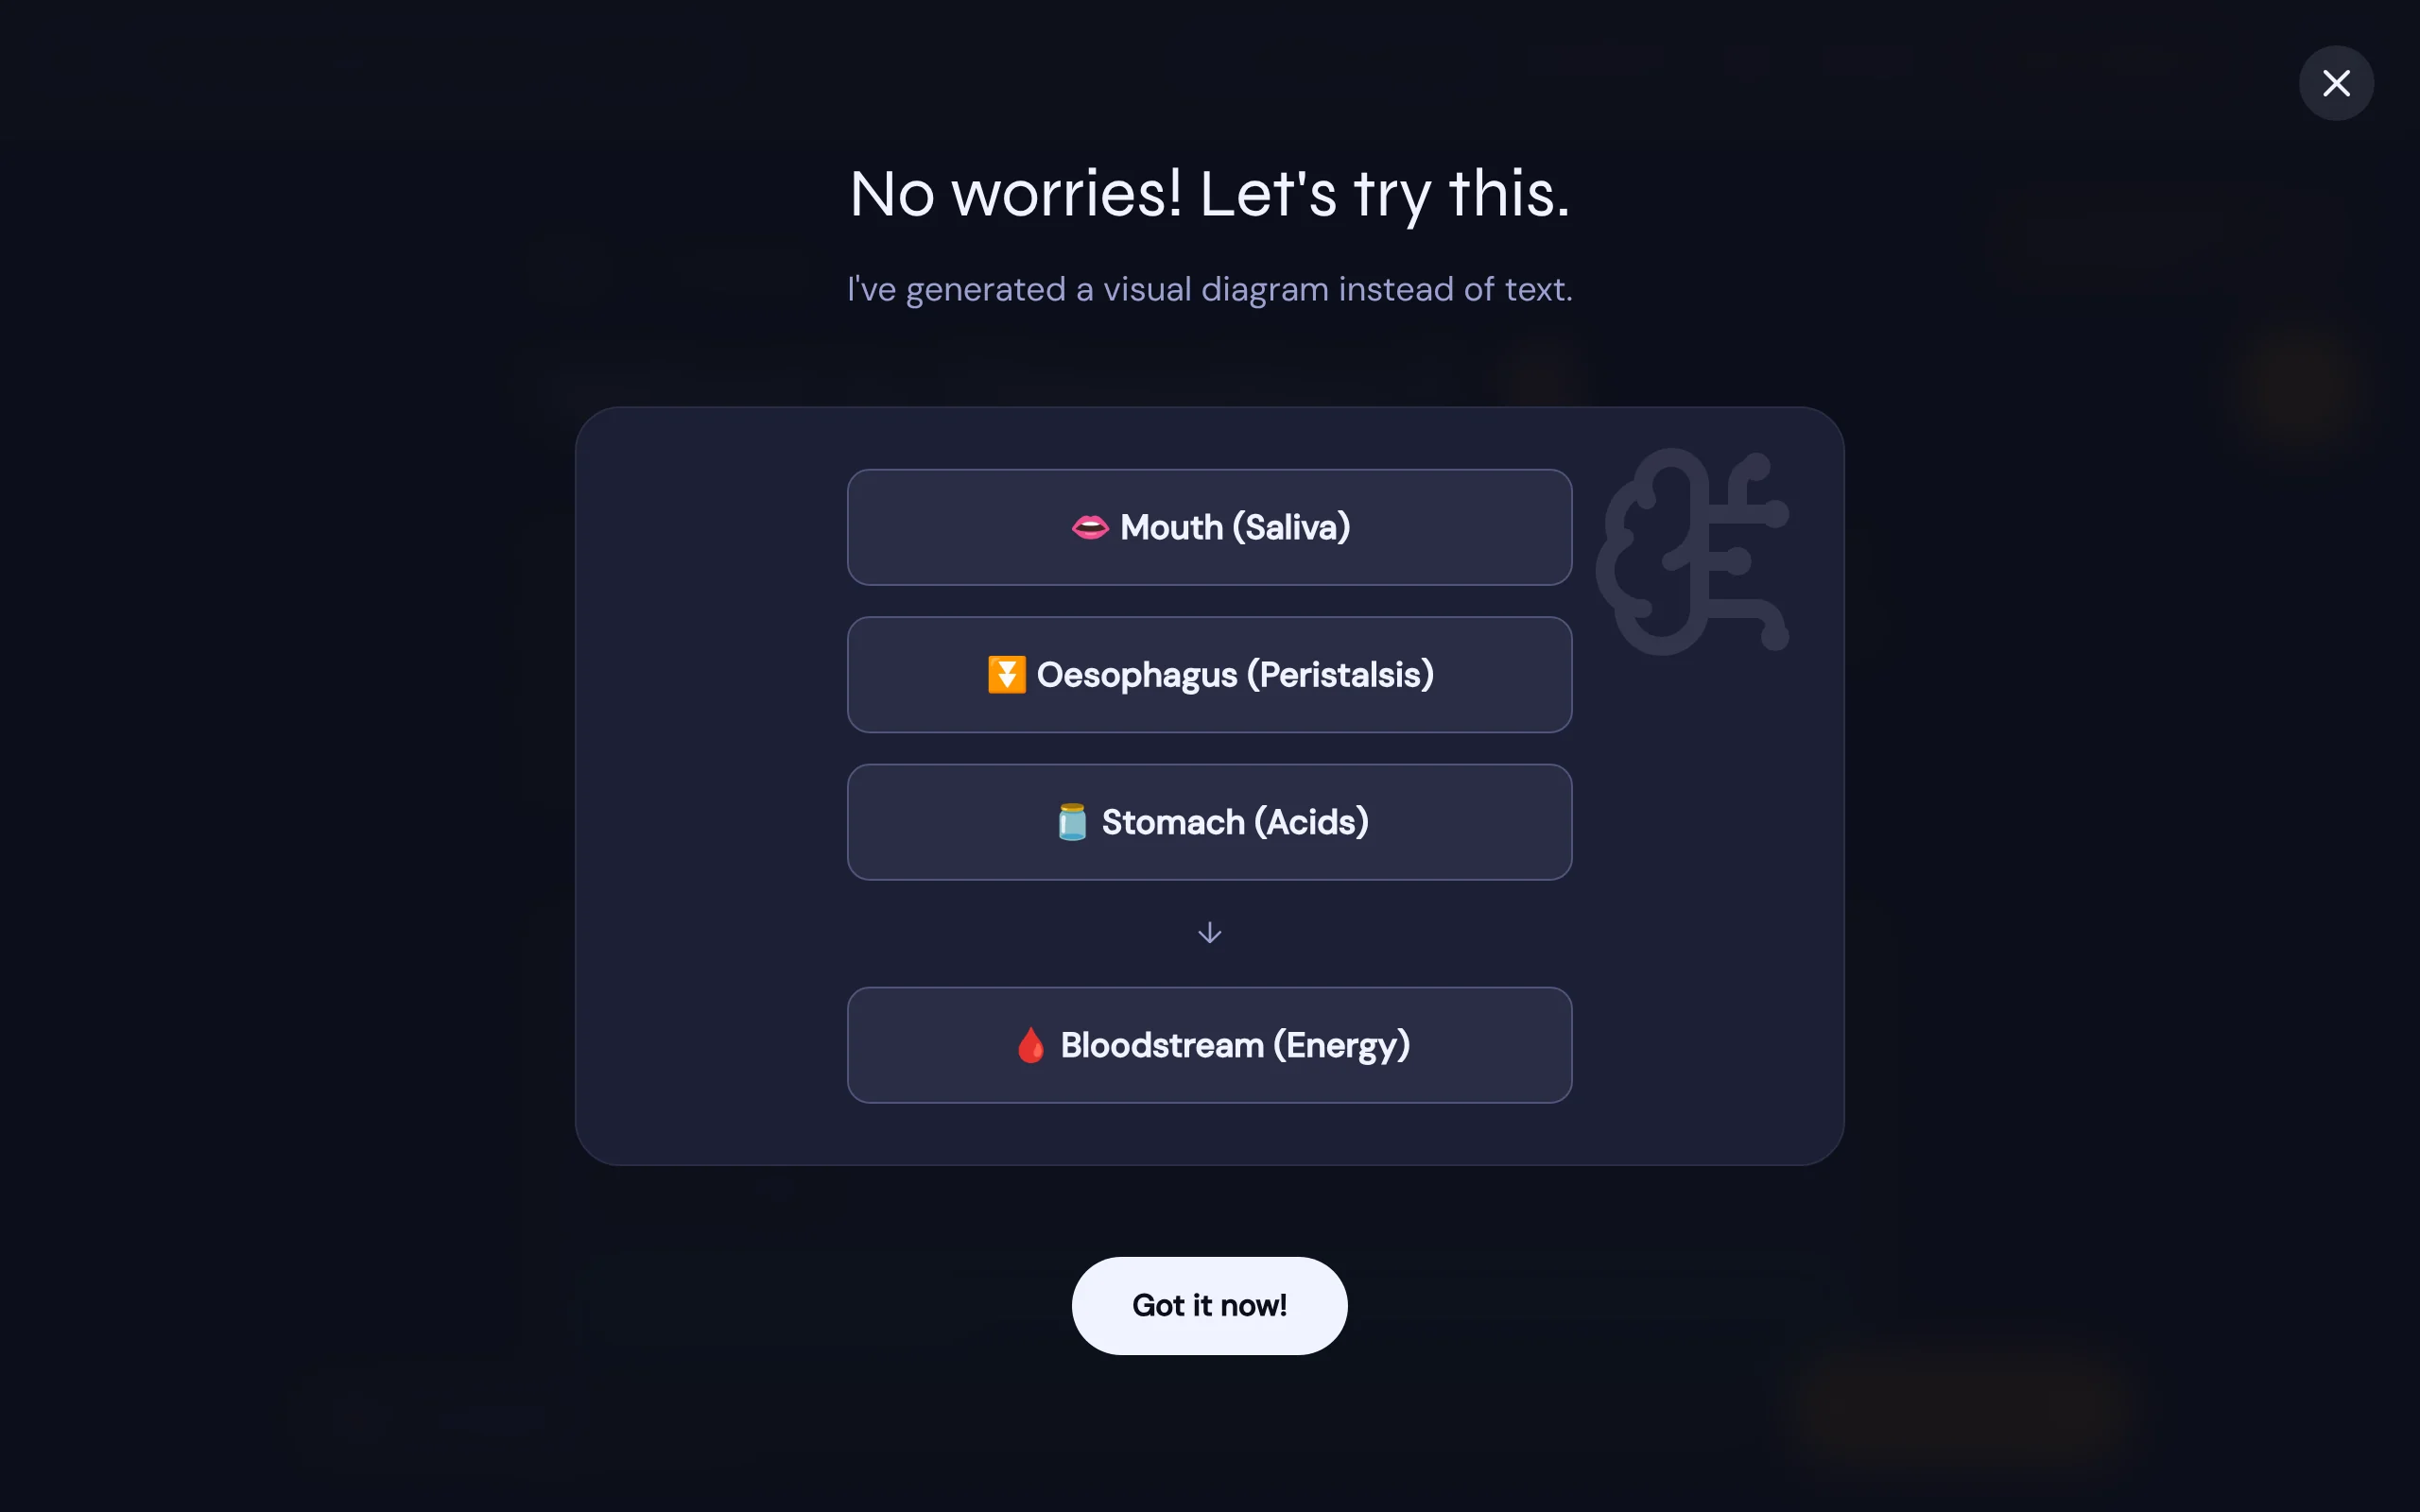 No worries! Let's try this.
I've generated a visual diagram instead of text.
👄 Mouth (Saliva)
⏬ Oesophagus (Peristalsis)
🫙 Stomach (Acids)
↓
🩸 Bloodstream (Energy)
Got it now!